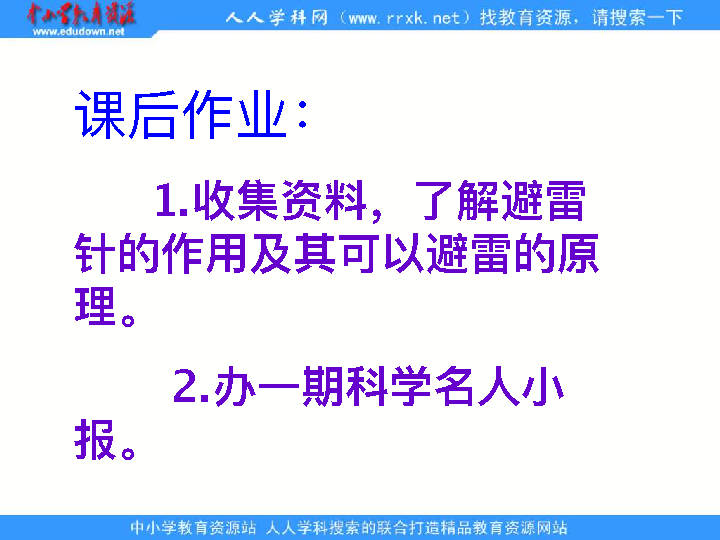 中小学教育资源站
www.edudown.net
人人学科网（www.rrxk.net）找教育资源，请搜索一下
课后作业：
1.收集资料，了解避雷
针的作用及其可以避雷的原
理。
2.办一期科学名人小
报。
中小学教育资源站 人人学科搜索的联合打造精品教育资源网站